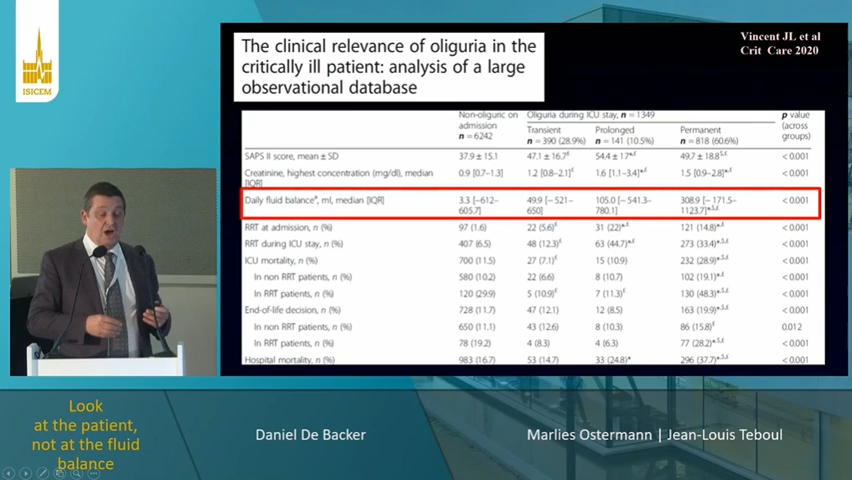 ISICEM
The clinical relevance of oliguria in the
critically ill patient: analysis of a large
observational database
Vincent JL et al
Crit Care 2020
Non-oliguric on admission n = 6242 Oliguria during ICU stay, n = 1349 p value (across groups)
Transient n = 390 (28.9%) Prolonged n = 141 (10.5%) Permanent n = 818 (60.6%)
SAPS II score, mean ± SD 37.9 ± 15.1 47.1 ± 16.7£ 54.4 ± 17*,£ 49.7 ± 18.8$,£ < 0.001
Creatinine, highest concentration (mg/dl), median [IQR] 0.9 [0.7–1.3] 1.2 [0.8–2.1]£ 1.6 [1.1–3.4]*,£ 1.5 [0.9–2.8]*,£ < 0.001
Daily fluid balanceª, ml, median [IQR] 3.3 [−612–605.7] 49.9 [−521–650] 105.0 [−541.3–780.1] 308.9 [−171.5–1123.7]*,$,£ < 0.001
RRT at admission, n (%) 97 (1.6) 22 (5.6)£ 31 (22)*,£ 121 (14.8)*,£ < 0.001
RRT during ICU stay, n (%) 407 (6.5) 48 (12.3)£ 63 (44.7)*,£ 273 (33.4)*,$,£ < 0.001
ICU mortality, n (%) 700 (11.5) 27 (7.1)£ 15 (10.9) 232 (28.9)*,$,£ < 0.001
In non RRT patients, n (%) 580 (10.2) 22 (6.6) 8 (10.7) 102 (19.1)*,£ < 0.001
In RRT patients, n (%) 120 (29.9) 5 (10.9)£ 7 (11.3)£ 130 (48.3)*,$,£ < 0.001
End-of-life decision, n (%) 728 (11.7) 47 (12.1) 12 (8.5) 163 (19.9)*,$,£ < 0.001
In non RRT patients, n (%) 650 (11.1) 43 (12.6) 8 (10.3) 86 (15.8)£ 0.012
In RRT patients, n (%) 78 (19.2) 4 (8.3) 4 (6.3) 77 (28.2)*,$,£ < 0.001
Hospital mortality, n (%) 983 (16.7) 53 (14.7) 33 (24.8)* 296 (37.7)*,$,£ < 0.001
Look
at the patient,
not at the fluid
balance
Daniel De Backer
Marlies Ostermann | Jean-Louis Teboul